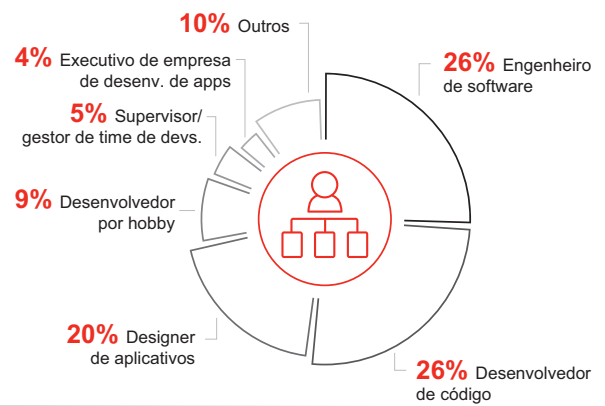 10% Outros
4% Executivo de empresa
de desenv. de apps
5% Supervisor/
gestor de time de devs.
9% Desenvolvedor
por hobby
20% Designer
de aplicativos
26% Engenheiro
de software
26% Desenvolvedor
de código